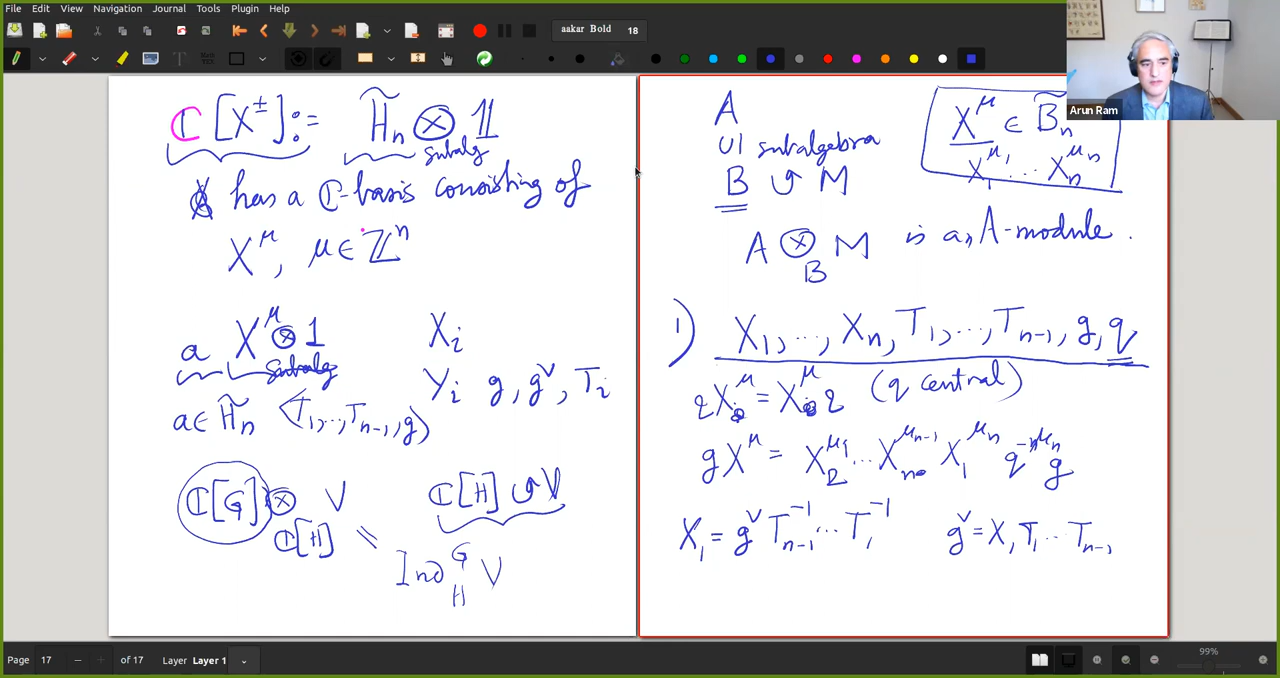 File Edit View Navigation Journal Tools Plugin Help
aakar Bold 18
Arun Ram
ℂ[X^±] := H̃_n ⊗_{subalg} 𝟙
has a ℂ-basis consisting of
X^μ, μ ∈ ℤ^n
a X^μ ⊗ 1
a ∈ H̃_n ⟨T_1, ..., T_{n-1}, g⟩
X_i
Y_i g, g^∨, T_i
ℂ[G] ⊗_{ℂ[H]} V
ℂ[H] ↺ V
Ind_H^G V
A
∪| subalgebra
B ↺ M
X^μ ∈ B̃_n
X_1^{μ_1} ... X_n^{μ_n}
A ⊗_B M is an A-module.
1) X_1, ..., X_n, T_1, ..., T_{n-1}, g, q
q X^μ = X^μ q (q central)
g X^μ = X_2^{μ_1} ... X_n^{μ_{n-1}} X_1^{μ_n} q^{-μ_n} g
X_1 = g^∨ T_{n-1}^{-1} ... T_1^{-1} g^∨ = X_1 T_1 ... T_{n-1}
Page 17 of 17 Layer Layer 1 99%